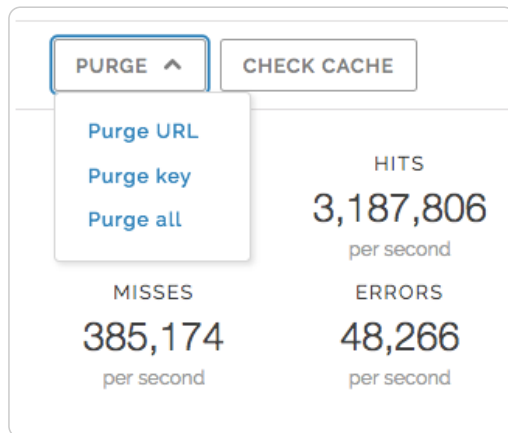 PURGE
CHECK CACHE
Purge URL
Purge key
Purge all
HITS
3,187,806
per second
MISSES
385,174
per second
ERRORS
48,266
per second